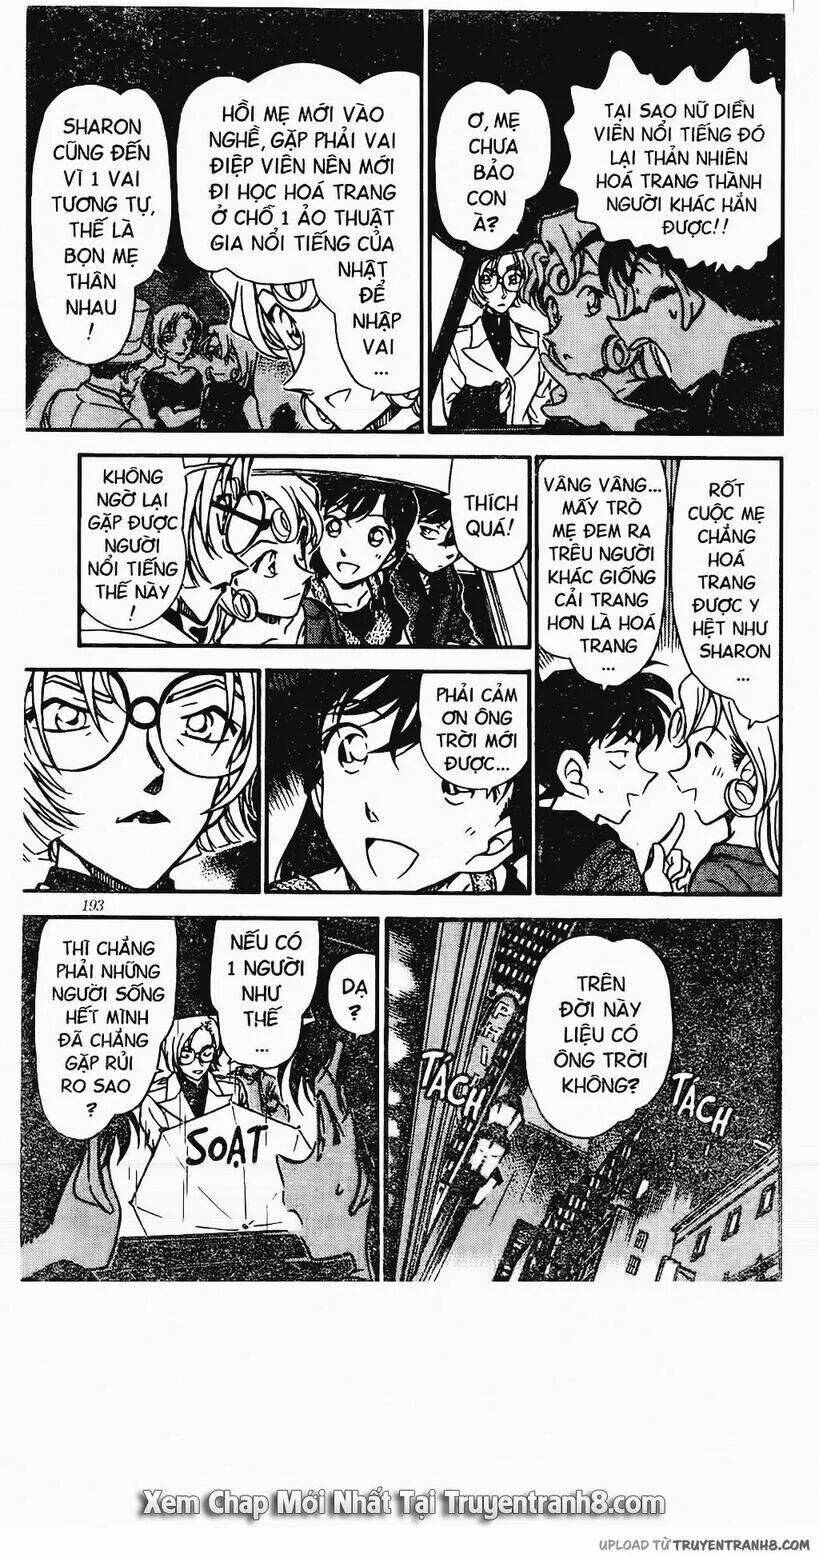 TẠI SAO NỮ DIỄN
VIÊN NỔI TIẾNG ĐÓ
LẠI THẢN NHIÊN
HOÁ TRANG THÀNH
NGƯỜI KHÁC HẲN
ĐƯỢC!!
Ơ, MẸ
CHƯA
BẢO
CON
À?
HỒI MẸ MỚI VÀO
NGHỀ, GẶP PHẢI VAI
ĐIỆP VIÊN NÊN MỚI
ĐI HỌC HOÁ TRANG
Ở CHỖ 1 ẢO THUẬT
GIA NỔI TIẾNG CỦA
NHẬT
ĐỂ
NHẬP
VAI
...
SHARON
CŨNG ĐẾN
VÌ 1 VAI
TƯƠNG TỰ,
THẾ LÀ
BỌN MẸ
THÂN
NHAU
!
RỐT
CUỘC MẸ
CHẲNG
HOÁ
TRANG
ĐƯỢC Y
HỆT NHƯ
SHARON
...
VÂNG VÂNG...
MẤY TRÒ
MẸ ĐEM RA
TRÊU NGƯỜI
KHÁC GIỐNG
CẢI TRANG
HƠN LÀ HOÁ
TRANG
...
THÍCH
QUÁ!
KHÔNG
NGỜ LẠI
GẶP ĐƯỢC
NGƯỜI
NỔI TIẾNG
THẾ NÀY
!
PHẢI CẢM
ƠN ÔNG
TRỜI MỚI
ĐƯỢC...
193
TRÊN
ĐỜI NÀY
LIỆU CÓ
ÔNG TRỜI
KHÔNG?
TÁCH
TÁCH
DẠ
?
NẾU CÓ
1 NGƯỜI
NHƯ
THẾ
...
THÌ CHẲNG
PHẢI NHỮNG
NGƯỜI SỐNG
HẾT MÌNH
ĐÃ CHẲNG
GẶP RỦI
RO SAO
?
SOẠT
Xem Chap Mới Nhất Tại Truyentranh8.com
UPLOAD TỪ TRUYENTRANH8.COM